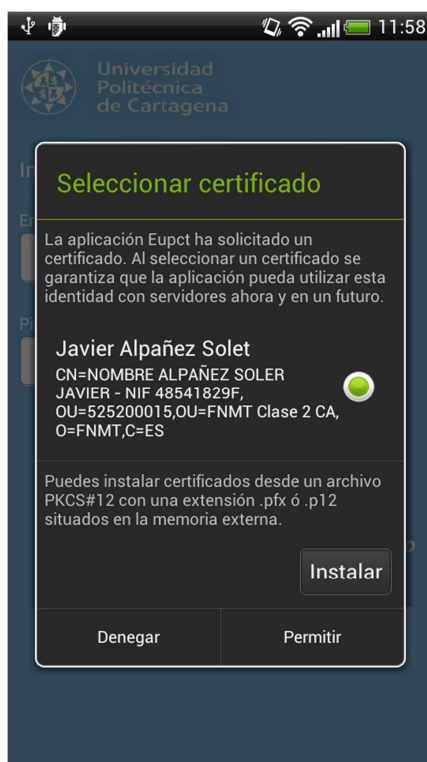 11:58
Universidad
Politécnica
de Cartagena
In
En
Seleccionar certificado
La aplicación Eupct ha solicitado un
certificado. Al seleccionar un certificado se
garantiza que la aplicación pueda utilizar esta
identidad con servidores ahora y en un futuro.
Pi
Javier Alpañez Solet
CN=NOMBRE ALPAÑEZ SOLER
JAVIER - NIF 48541829F,
OU=525200015,OU=FNMT Clase 2 CA,
O=FNMT,C=ES
Puedes instalar certificados desde un archivo
PKCS#12 con una extensión .pfx ó .p12
situados en la memoria externa.
Instalar
Denegar
Permitir